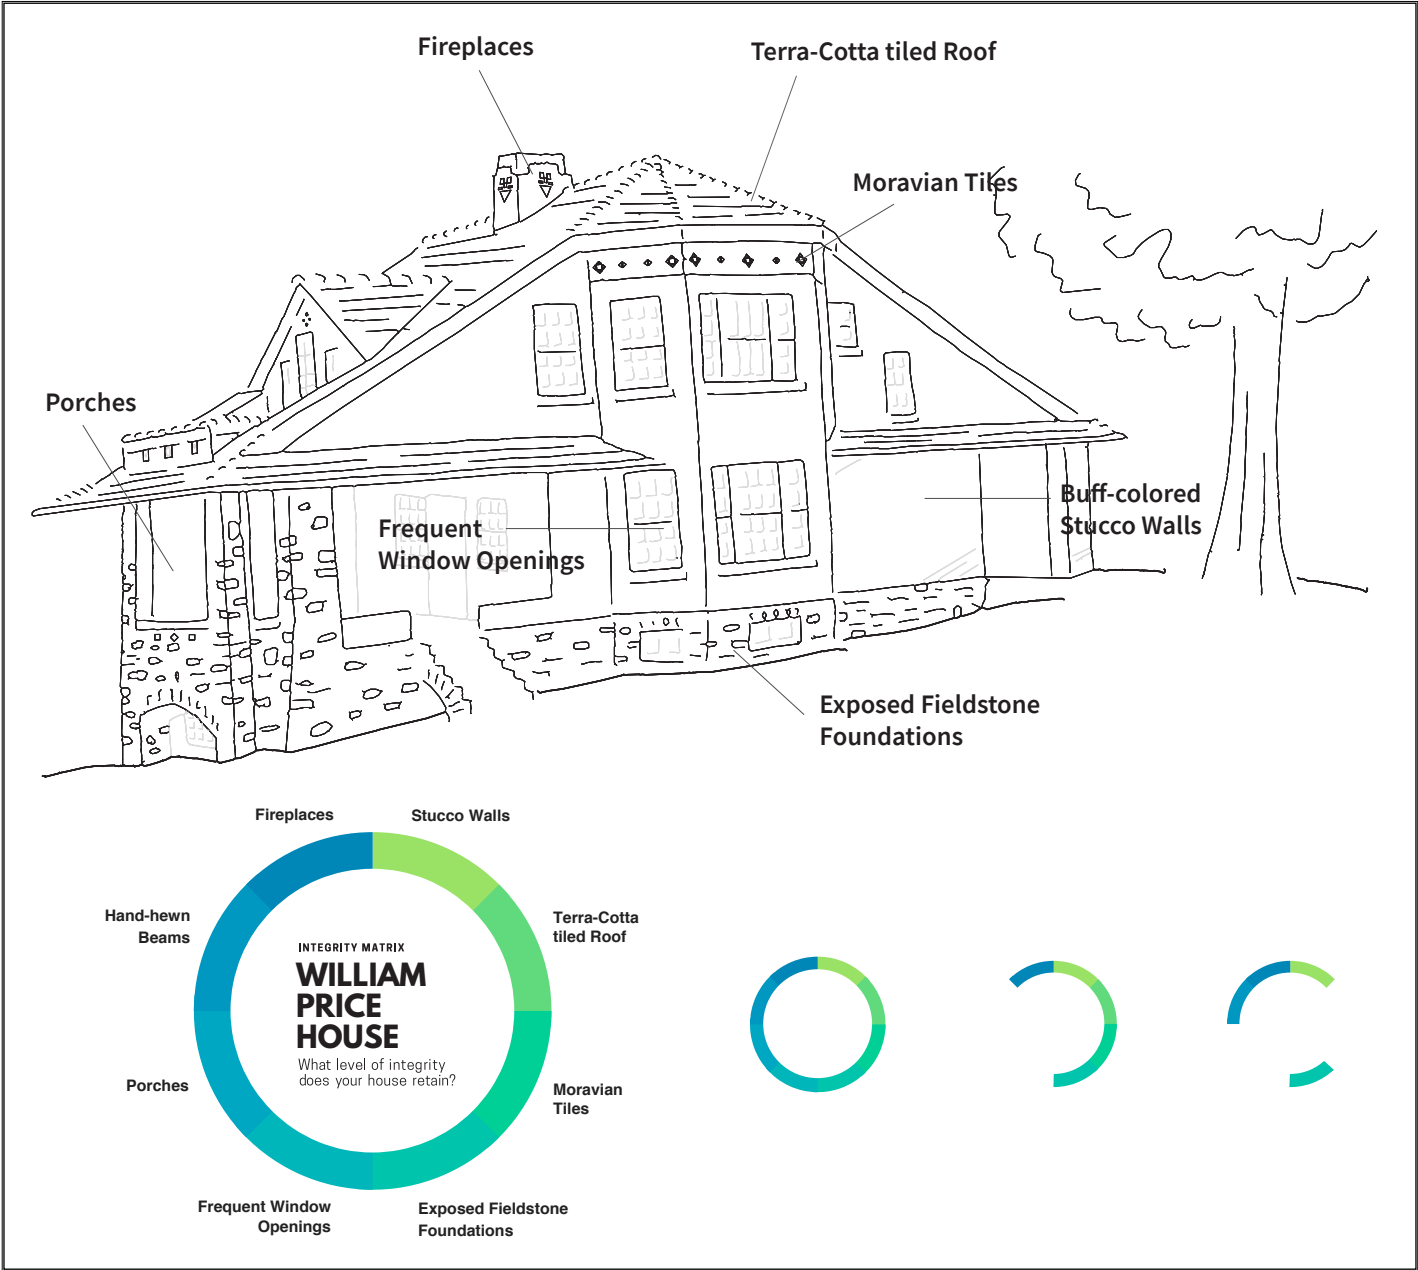 Fireplaces
Terra-Cotta tiled Roof
Moravian Tiles
Porches
Buff-colored
Stucco Walls
Frequent
Window Openings
Exposed Fieldstone
Foundations
Fireplaces
Stucco Walls
Hand-hewn
Beams
Terra-Cotta
tiled Roof
INTEGRITY MATRIX
WILLIAM
PRICE
HOUSE
What level of integrity
does your house retain?
Porches
Moravian
Tiles
Frequent Window
Openings
Exposed Fieldstone
Foundations